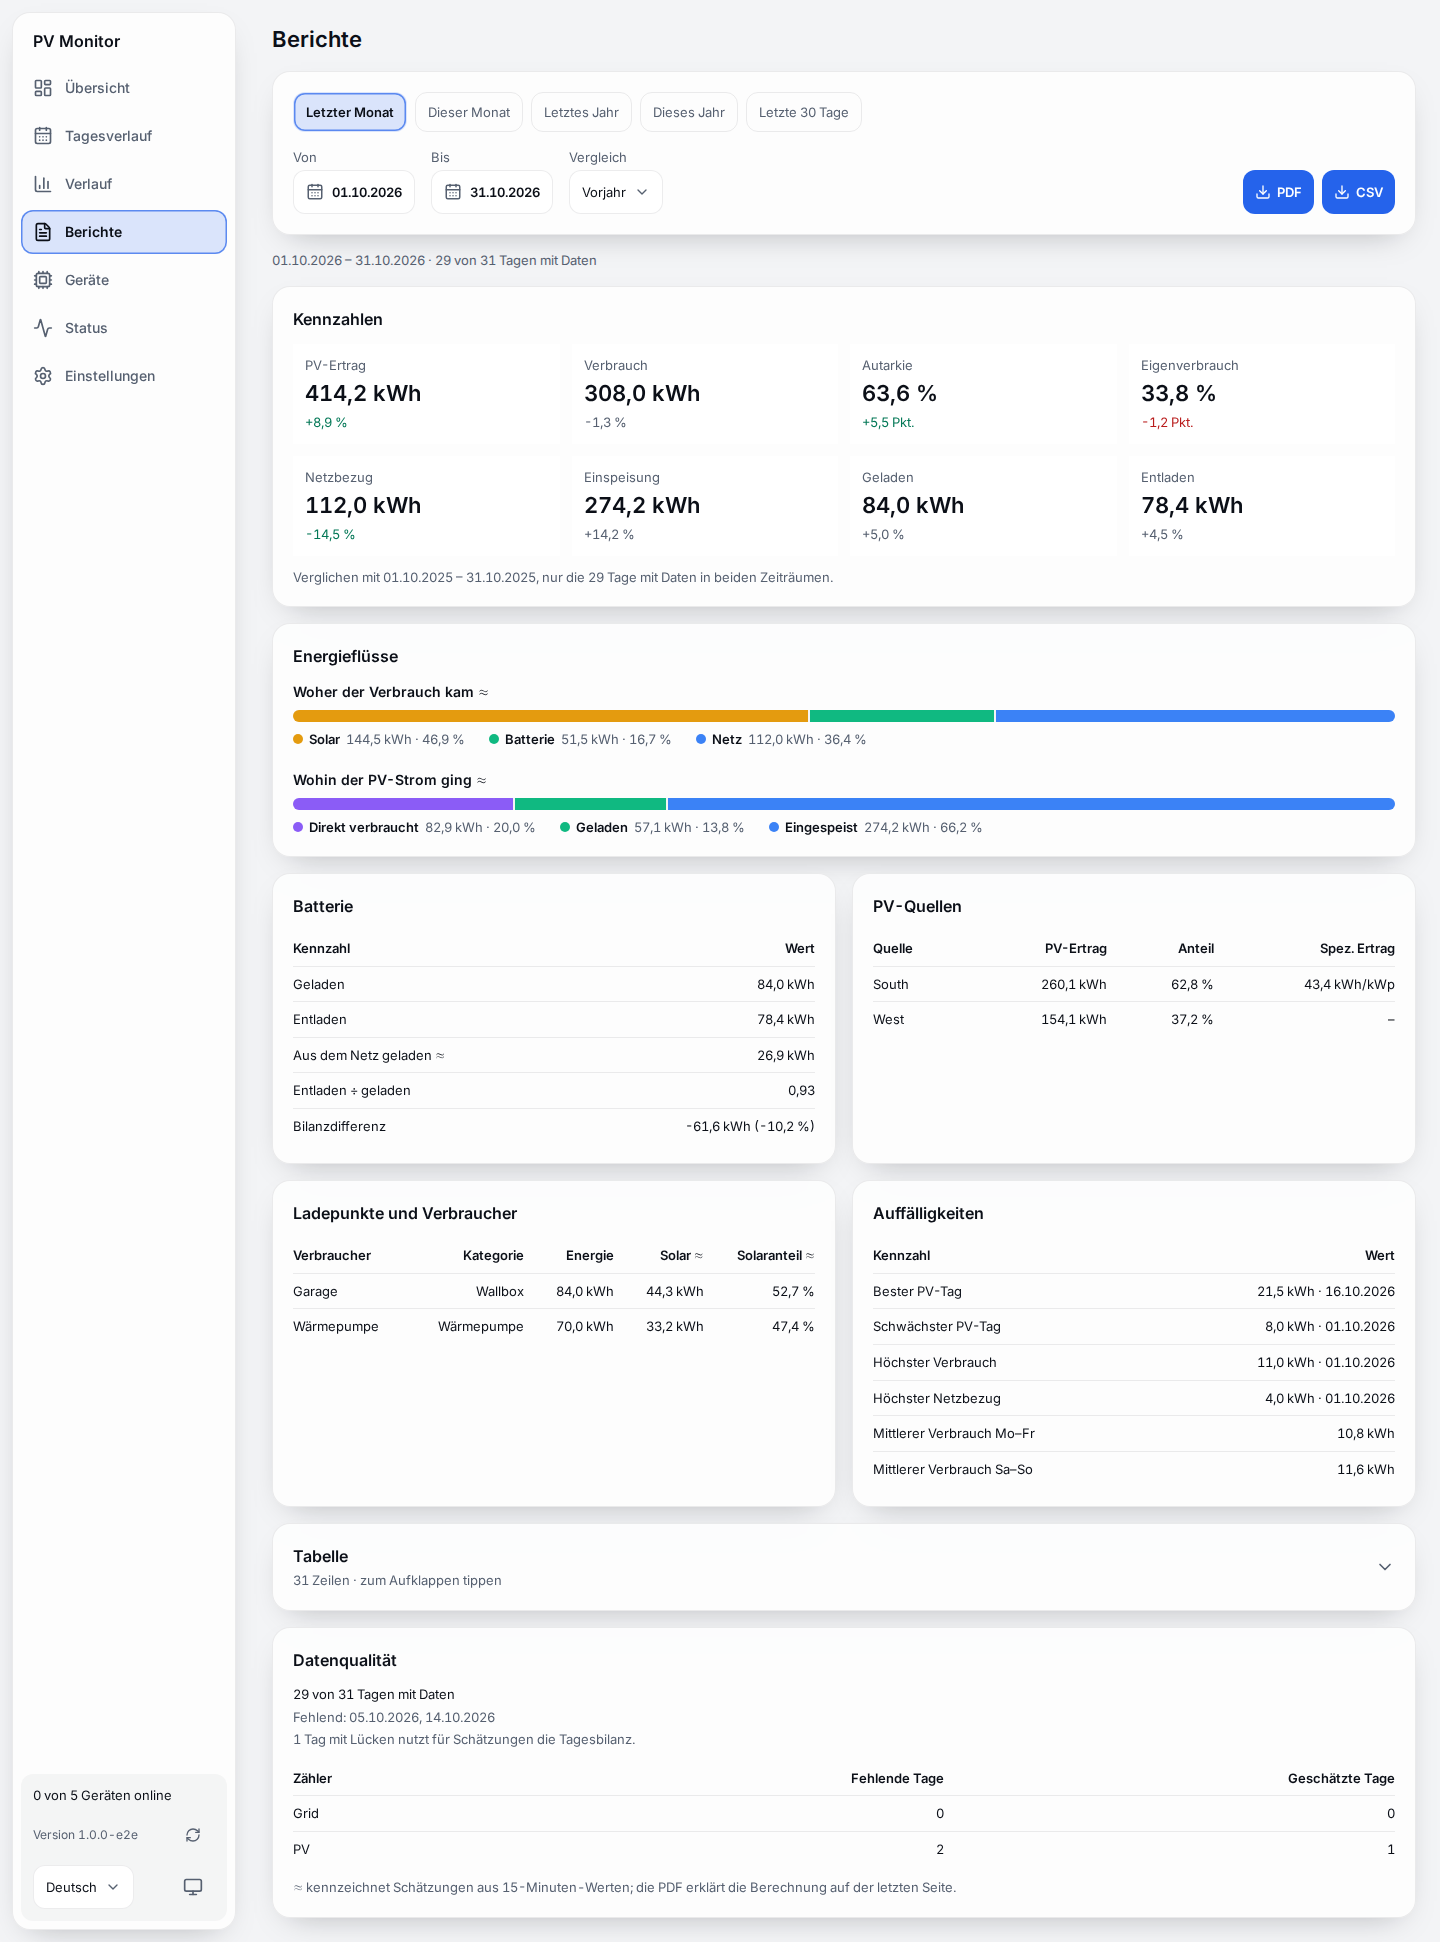 PV Monitor
Übersicht
Tagesverlauf
Verlauf
Berichte
Geräte
Status
Einstellungen
0 von 5 Geräten online
Version 1.0.0-e2e
Deutsch
Berichte
Letzter Monat Dieser Monat Letztes Jahr Dieses Jahr Letzte 30 Tage
Von Bis Vergleich
01.10.2026 31.10.2026 Vorjahr PDF CSV
01.10.2026 – 31.10.2026 · 29 von 31 Tagen mit Daten
Kennzahlen
PV-Ertrag Verbrauch Autarkie Eigenverbrauch
414,2 kWh 308,0 kWh 63,6 % 33,8 %
+8,9 % -1,3 % +5,5 Pkt. -1,2 Pkt.
Netzbezug Einspeisung Geladen Entladen
112,0 kWh 274,2 kWh 84,0 kWh 78,4 kWh
-14,5 % +14,2 % +5,0 % +4,5 %
Verglichen mit 01.10.2025 – 31.10.2025, nur die 29 Tage mit Daten in beiden Zeiträumen.
Energieflüsse
Woher der Verbrauch kam ≈
Solar 144,5 kWh · 46,9 % Batterie 51,5 kWh · 16,7 % Netz 112,0 kWh · 36,4 %
Wohin der PV-Strom ging ≈
Direkt verbraucht 82,9 kWh · 20,0 % Geladen 57,1 kWh · 13,8 % Eingespeist 274,2 kWh · 66,2 %
Batterie
Kennzahl Wert
Geladen 84,0 kWh
Entladen 78,4 kWh
Aus dem Netz geladen ≈ 26,9 kWh
Entladen ÷ geladen 0,93
Bilanzdifferenz -61,6 kWh (-10,2 %)
PV-Quellen
Quelle PV-Ertrag Anteil Spez. Ertrag
South 260,1 kWh 62,8 % 43,4 kWh/kWp
West 154,1 kWh 37,2 % –
Ladepunkte und Verbraucher
Verbraucher Kategorie Energie Solar ≈ Solaranteil ≈
Garage Wallbox 84,0 kWh 44,3 kWh 52,7 %
Wärmepumpe Wärmepumpe 70,0 kWh 33,2 kWh 47,4 %
Auffälligkeiten
Kennzahl Wert
Bester PV-Tag 21,5 kWh · 16.10.2026
Schwächster PV-Tag 8,0 kWh · 01.10.2026
Höchster Verbrauch 11,0 kWh · 01.10.2026
Höchster Netzbezug 4,0 kWh · 01.10.2026
Mittlerer Verbrauch Mo–Fr 10,8 kWh
Mittlerer Verbrauch Sa–So 11,6 kWh
Tabelle
31 Zeilen · zum Aufklappen tippen
Datenqualität
29 von 31 Tagen mit Daten
Fehlend: 05.10.2026, 14.10.2026
1 Tag mit Lücken nutzt für Schätzungen die Tagesbilanz.
Zähler Fehlende Tage Geschätzte Tage
Grid 0 0
PV 2 1
≈ kennzeichnet Schätzungen aus 15-Minuten-Werten; die PDF erklärt die Berechnung auf der letzten Seite.